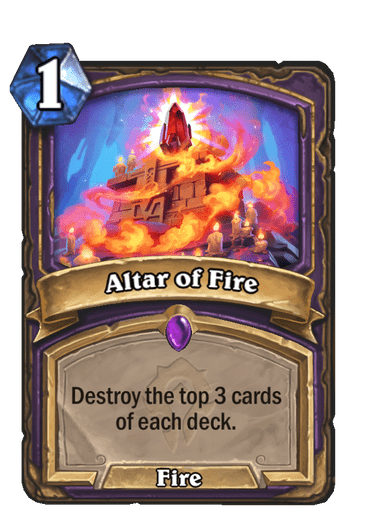 1
Altar of Fire
Destroy the top 3 cards
of each deck.
Fire